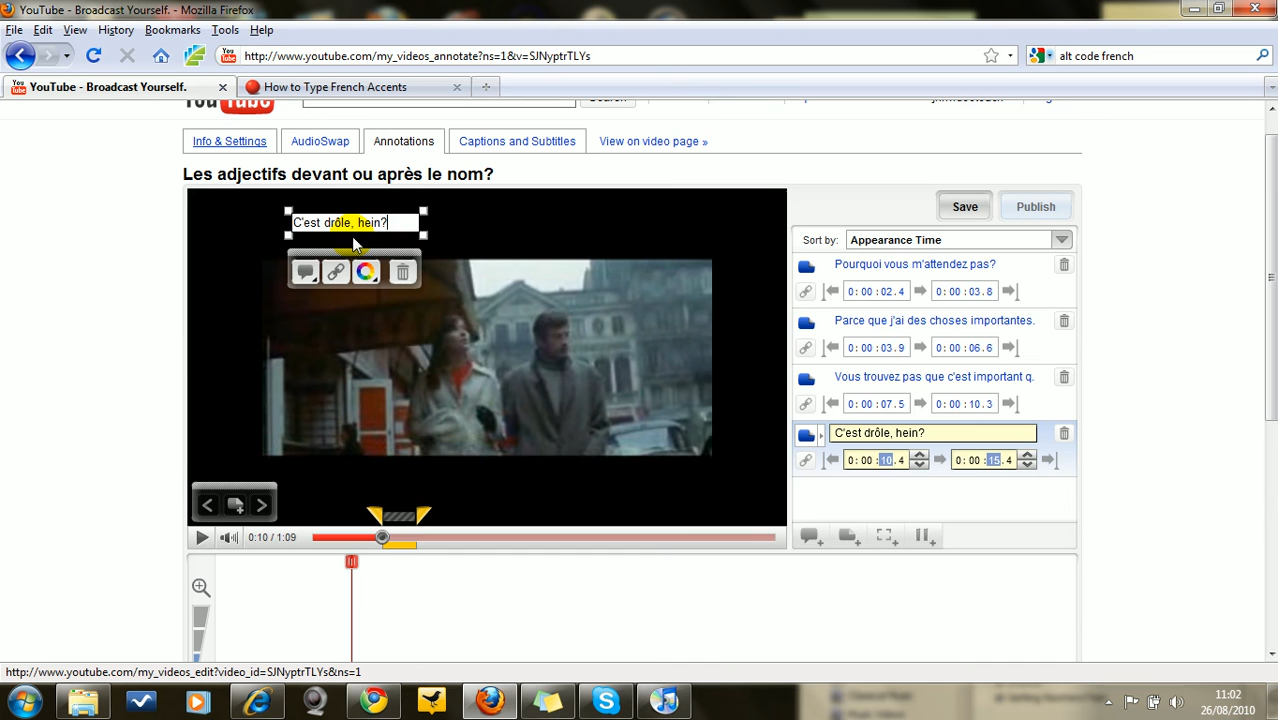 YouTube - Broadcast Yourself. - Mozilla Firefox
File Edit View History Bookmarks Tools Help
You Tube http://www.youtube.com/my_videos_annotate?ns=1&v=SJNyptrTLYs alt code french
You Tube YouTube - Broadcast Yourself. How to Type French Accents
YouTube Search
Info & Settings AudioSwap Annotations Captions and Subtitles View on video page »
Les adjectifs devant ou après le nom?
C'est drôle, hein?
Save Publish
Sort by: Appearance Time
Pourquoi vous m'attendez pas?
0:00:02.4 0:00:03.8
Parce que j'ai des choses importantes.
0:00:03.9 0:00:06.6
Vous trouvez pas que c'est important q.
0:00:07.5 0:00:10.3
C'est drôle, hein?
0:00:10.4 0:00:15.4
0:10 / 1:09
http://www.youtube.com/my_videos_edit?video_id=SJNyptrTLYs&ns=1
11:02
26/08/2010